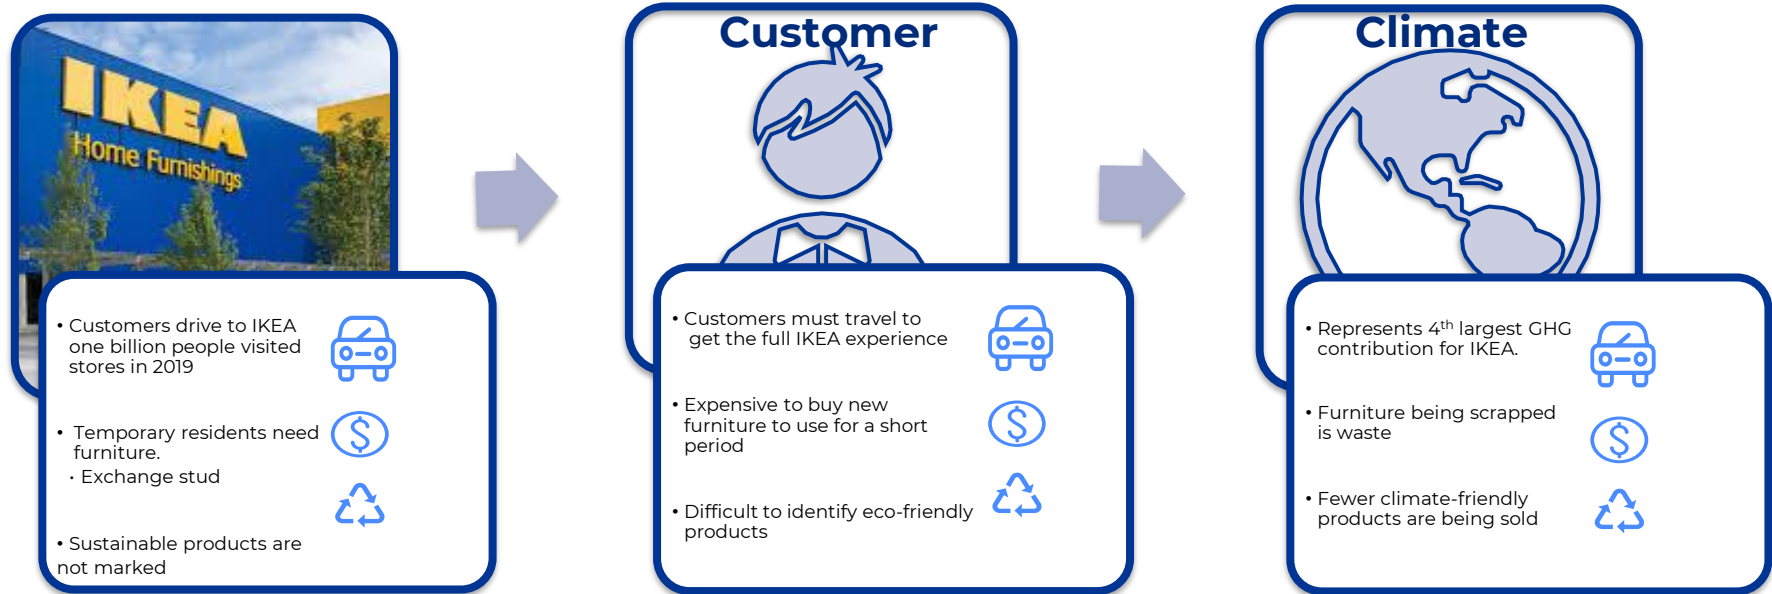 IKEA
Home Furnishings
• Customers drive to IKEA
one billion people visited
stores in 2019
• Temporary residents need
furniture.
• Exchange stud
• Sustainable products are
not marked
Customer
• Customers must travel to
get the full IKEA experience
• Expensive to buy new
furniture to use for a short
period
• Difficult to identify eco-friendly
products
Climate
• Represents 4th largest GHG
contribution for IKEA.
• Furniture being scrapped
is waste
• Fewer climate-friendly
products are being sold